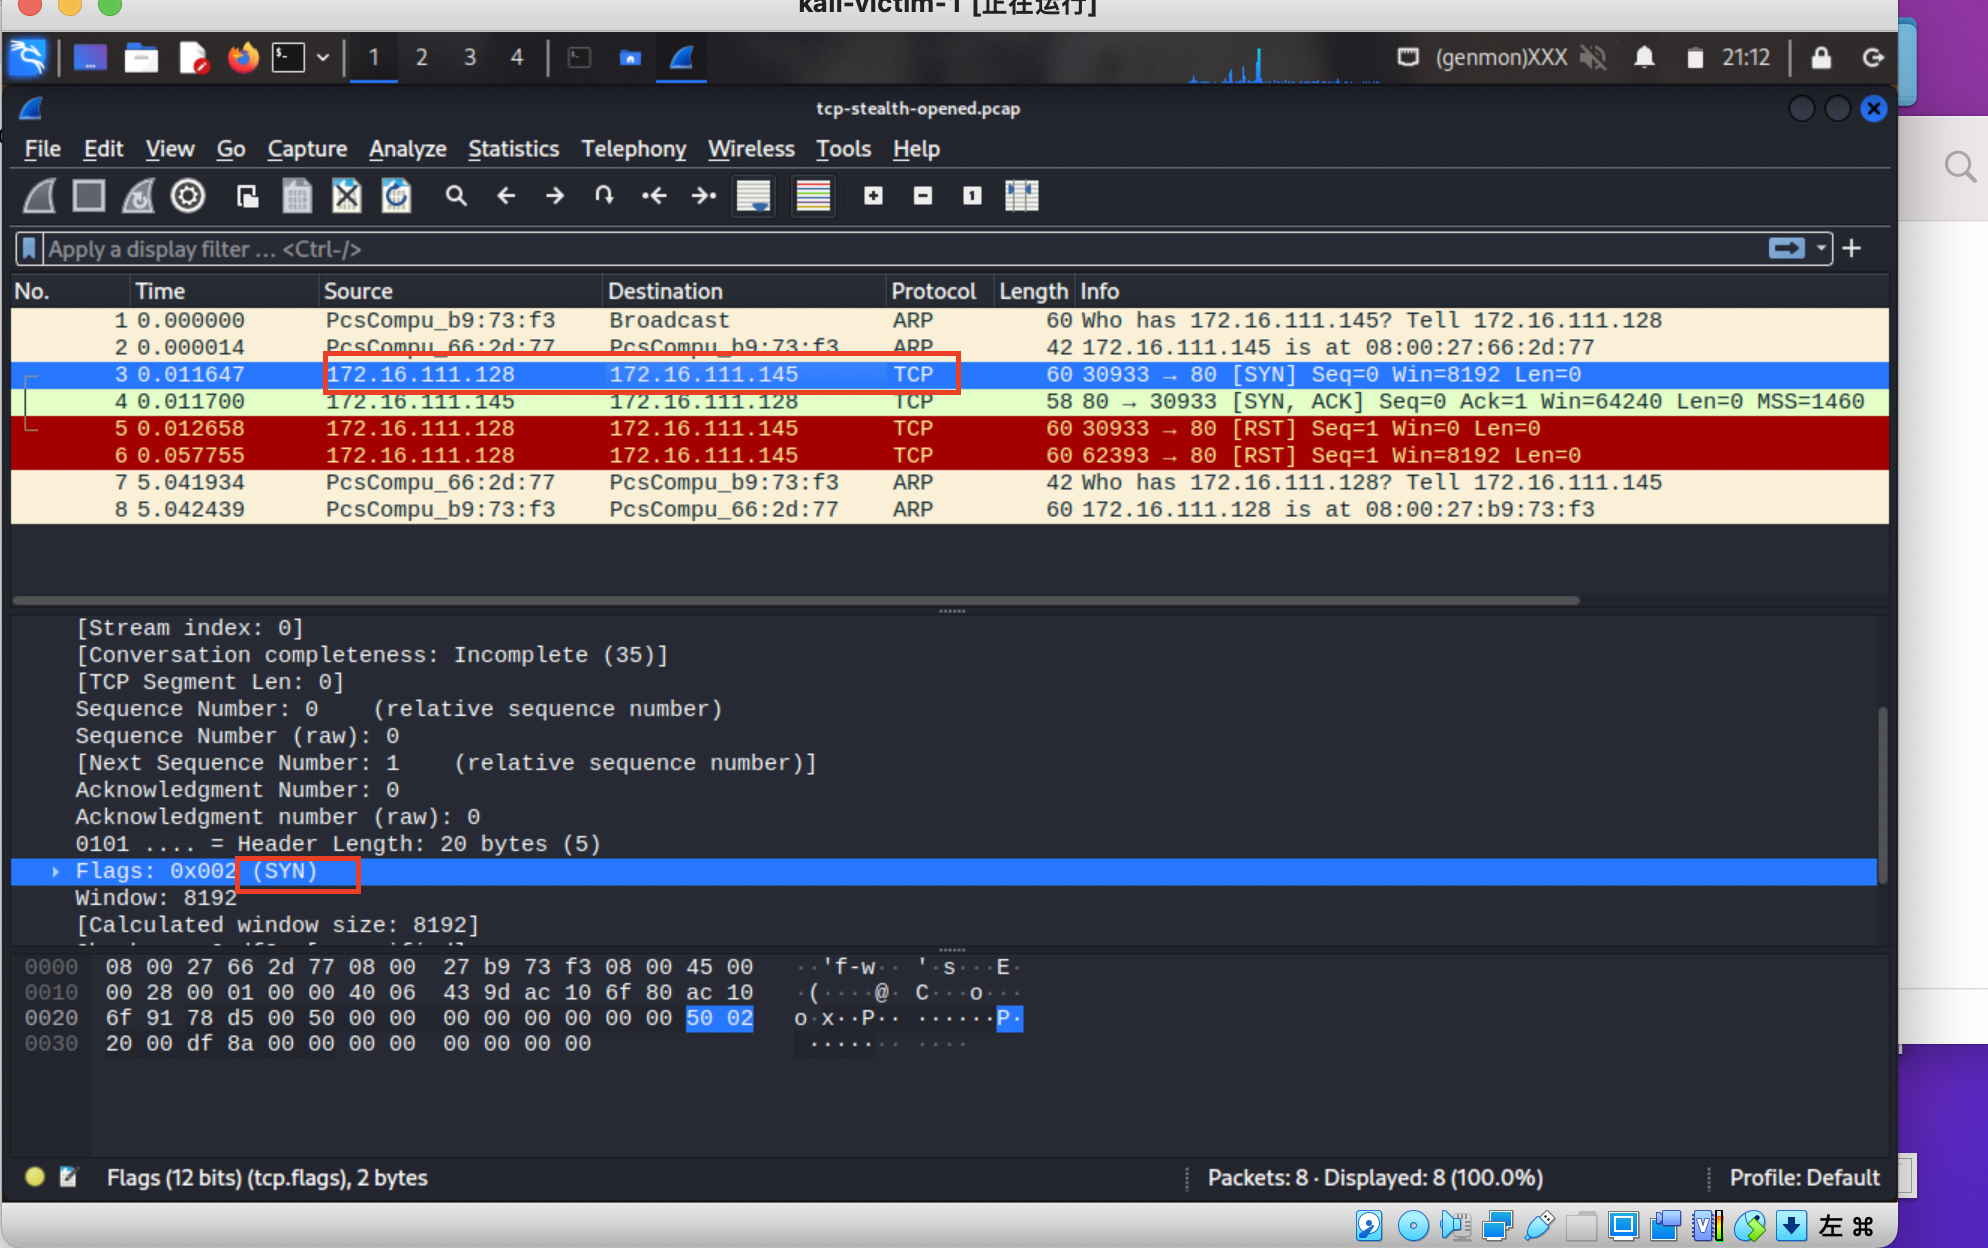 kali-victim-1 [正在运行]
1 2 3 4 (genmon)XXX 21:12
tcp-stealth-opened.pcap
File Edit View Go Capture Analyze Statistics Telephony Wireless Tools Help
Apply a display filter … <Ctrl-/>
No. Time Source Destination Protocol Length Info
1 0.000000 PcsCompu_b9:73:f3 Broadcast ARP 60 Who has 172.16.111.145? Tell 172.16.111.128
2 0.000014 PcsCompu_66:2d:77 PcsCompu_b9:73:f3 ARP 42 172.16.111.145 is at 08:00:27:66:2d:77
3 0.011647 172.16.111.128 172.16.111.145 TCP 60 30933 → 80 [SYN] Seq=0 Win=8192 Len=0
4 0.011700 172.16.111.145 172.16.111.128 TCP 58 80 → 30933 [SYN, ACK] Seq=0 Ack=1 Win=64240 Len=0 MSS=1460
5 0.012658 172.16.111.128 172.16.111.145 TCP 60 30933 → 80 [RST] Seq=1 Win=0 Len=0
6 0.057755 172.16.111.128 172.16.111.145 TCP 60 62393 → 80 [RST] Seq=1 Win=8192 Len=0
7 5.041934 PcsCompu_66:2d:77 PcsCompu_b9:73:f3 ARP 42 Who has 172.16.111.128? Tell 172.16.111.145
8 5.042439 PcsCompu_b9:73:f3 PcsCompu_66:2d:77 ARP 60 172.16.111.128 is at 08:00:27:b9:73:f3
[Stream index: 0]
[Conversation completeness: Incomplete (35)]
[TCP Segment Len: 0]
Sequence Number: 0 (relative sequence number)
Sequence Number (raw): 0
[Next Sequence Number: 1 (relative sequence number)]
Acknowledgment Number: 0
Acknowledgment number (raw): 0
0101 .... = Header Length: 20 bytes (5)
Flags: 0x002 (SYN)
Window: 8192
[Calculated window size: 8192]
0000 08 00 27 66 2d 77 08 00 27 b9 73 f3 08 00 45 00 ··'f-w·· '·s···E·
0010 00 28 00 01 00 00 40 06 43 9d ac 10 6f 80 ac 10 ·(····@· C···o···
0020 6f 91 78 d5 00 50 00 00 00 00 00 00 00 00 50 02 o·x··P·· ······P·
0030 20 00 df 8a 00 00 00 00 00 00 00 00 ······· ····
Flags (12 bits) (tcp.flags), 2 bytes Packets: 8 · Displayed: 8 (100.0%) Profile: Default
左 ⌘